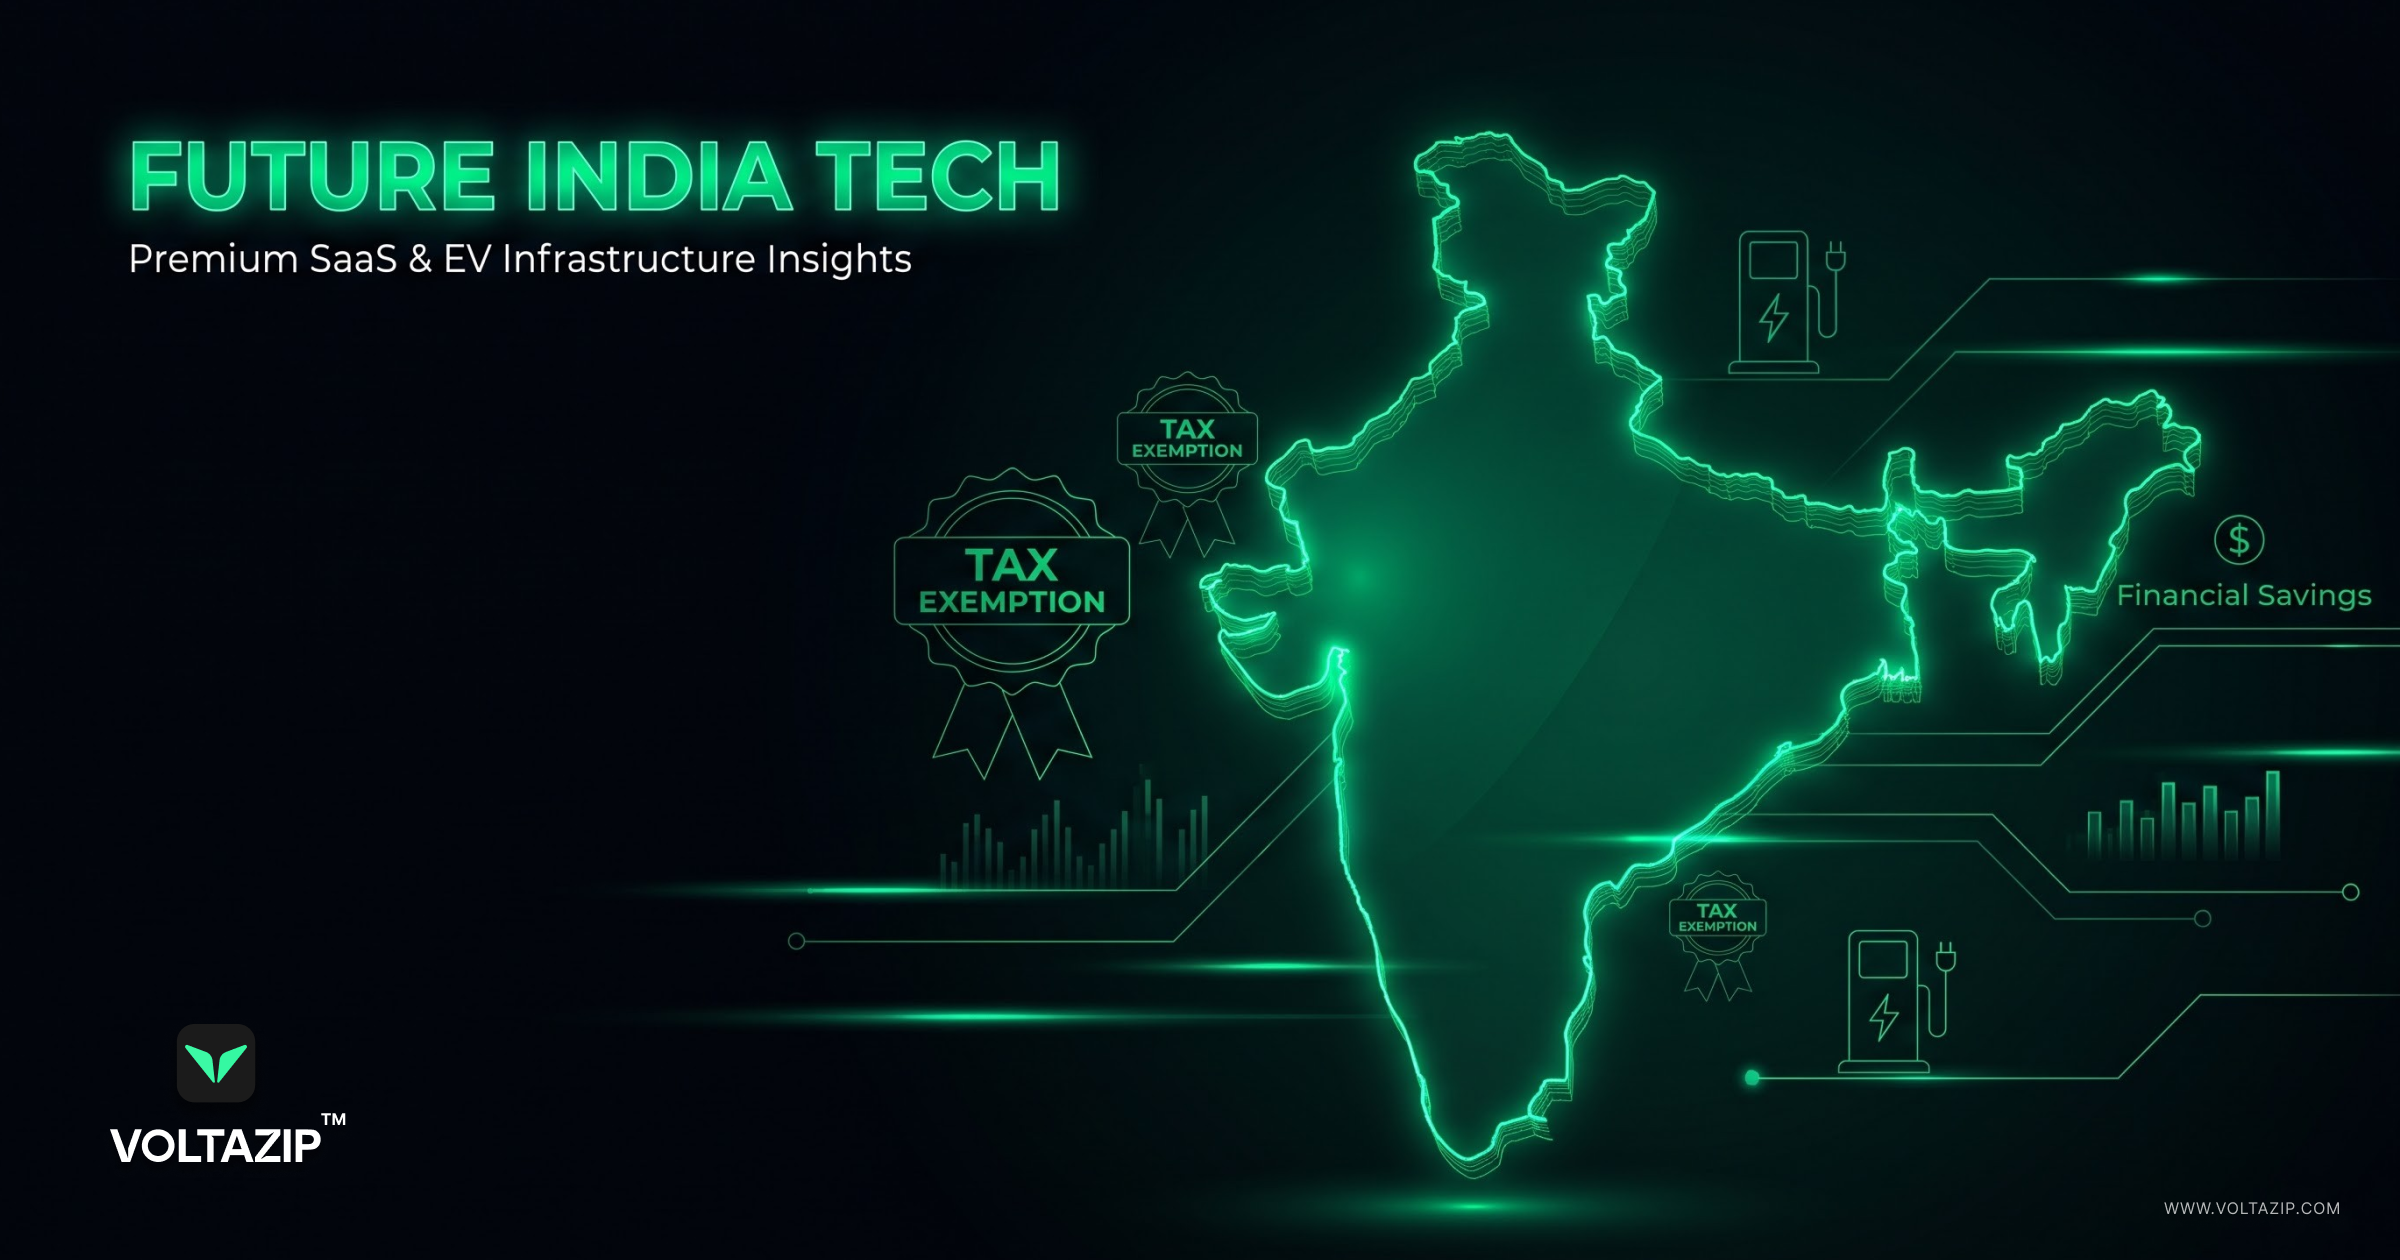 FUTURE INDIA TECH
Premium SaaS & EV Infrastructure Insights
TAX
EXEMPTION
TAX
EXEMPTION
$
Financial Savings
TAX
EXEMPTION
VOLTAZIP™
WWW.VOLTAZIP.COM